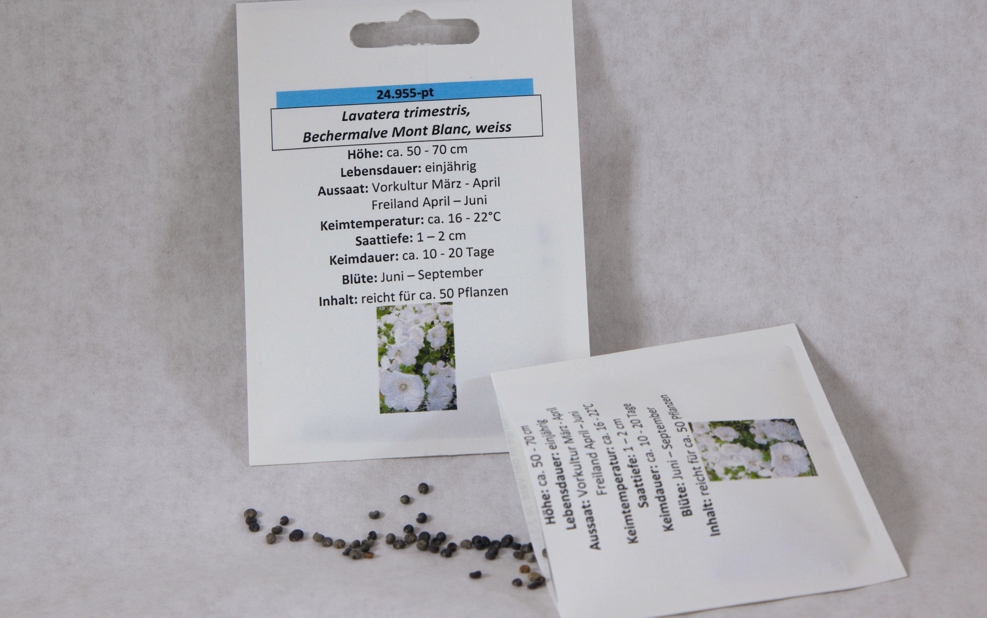 24.955-pt
Lavatera trimestris,
Bechermalve Mont Blanc, weiss
Höhe: ca. 50 - 70 cm
Lebensdauer: einjährig
Aussaat: Vorkultur März - April
Freiland April – Juni
Keimtemperatur: ca. 16 - 22°C
Saattiefe: 1 – 2 cm
Keimdauer: ca. 10 - 20 Tage
Blüte: Juni – September
Inhalt: reicht für ca. 50 Pflanzen
Höhe: ca. 50 - 70 cm
Lebensdauer: einjährig
Aussaat: Vorkultur März - April
Freiland April – Juni
Keimtemperatur: ca. 16 - 22°C
Saattiefe: 1 – 2 cm
Keimdauer: ca. 10 - 20 Tage
Blüte: Juni – September
Inhalt: reicht für ca. 50 Pflanzen